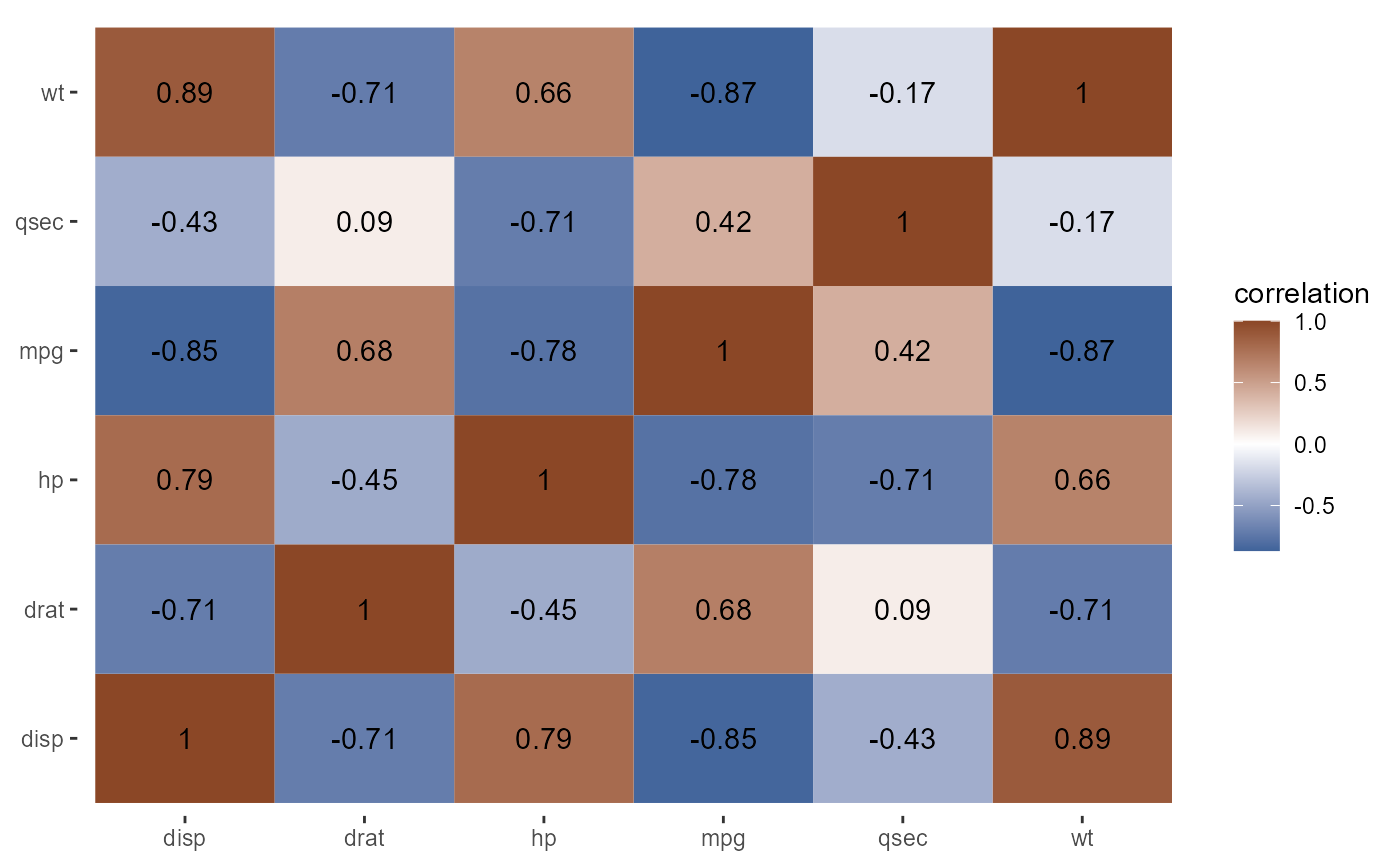 wt 0.89 -0.71 0.66 -0.87 -0.17 1
qsec -0.43 0.09 -0.71 0.42 1 -0.17
mpg -0.85 0.68 -0.78 1 0.42 -0.87
hp 0.79 -0.45 1 -0.78 -0.71 0.66
drat -0.71 1 -0.45 0.68 0.09 -0.71
disp 1 -0.71 0.79 -0.85 -0.43 0.89
disp drat hp mpg qsec wt
correlation
1.0
0.5
0.0
-0.5